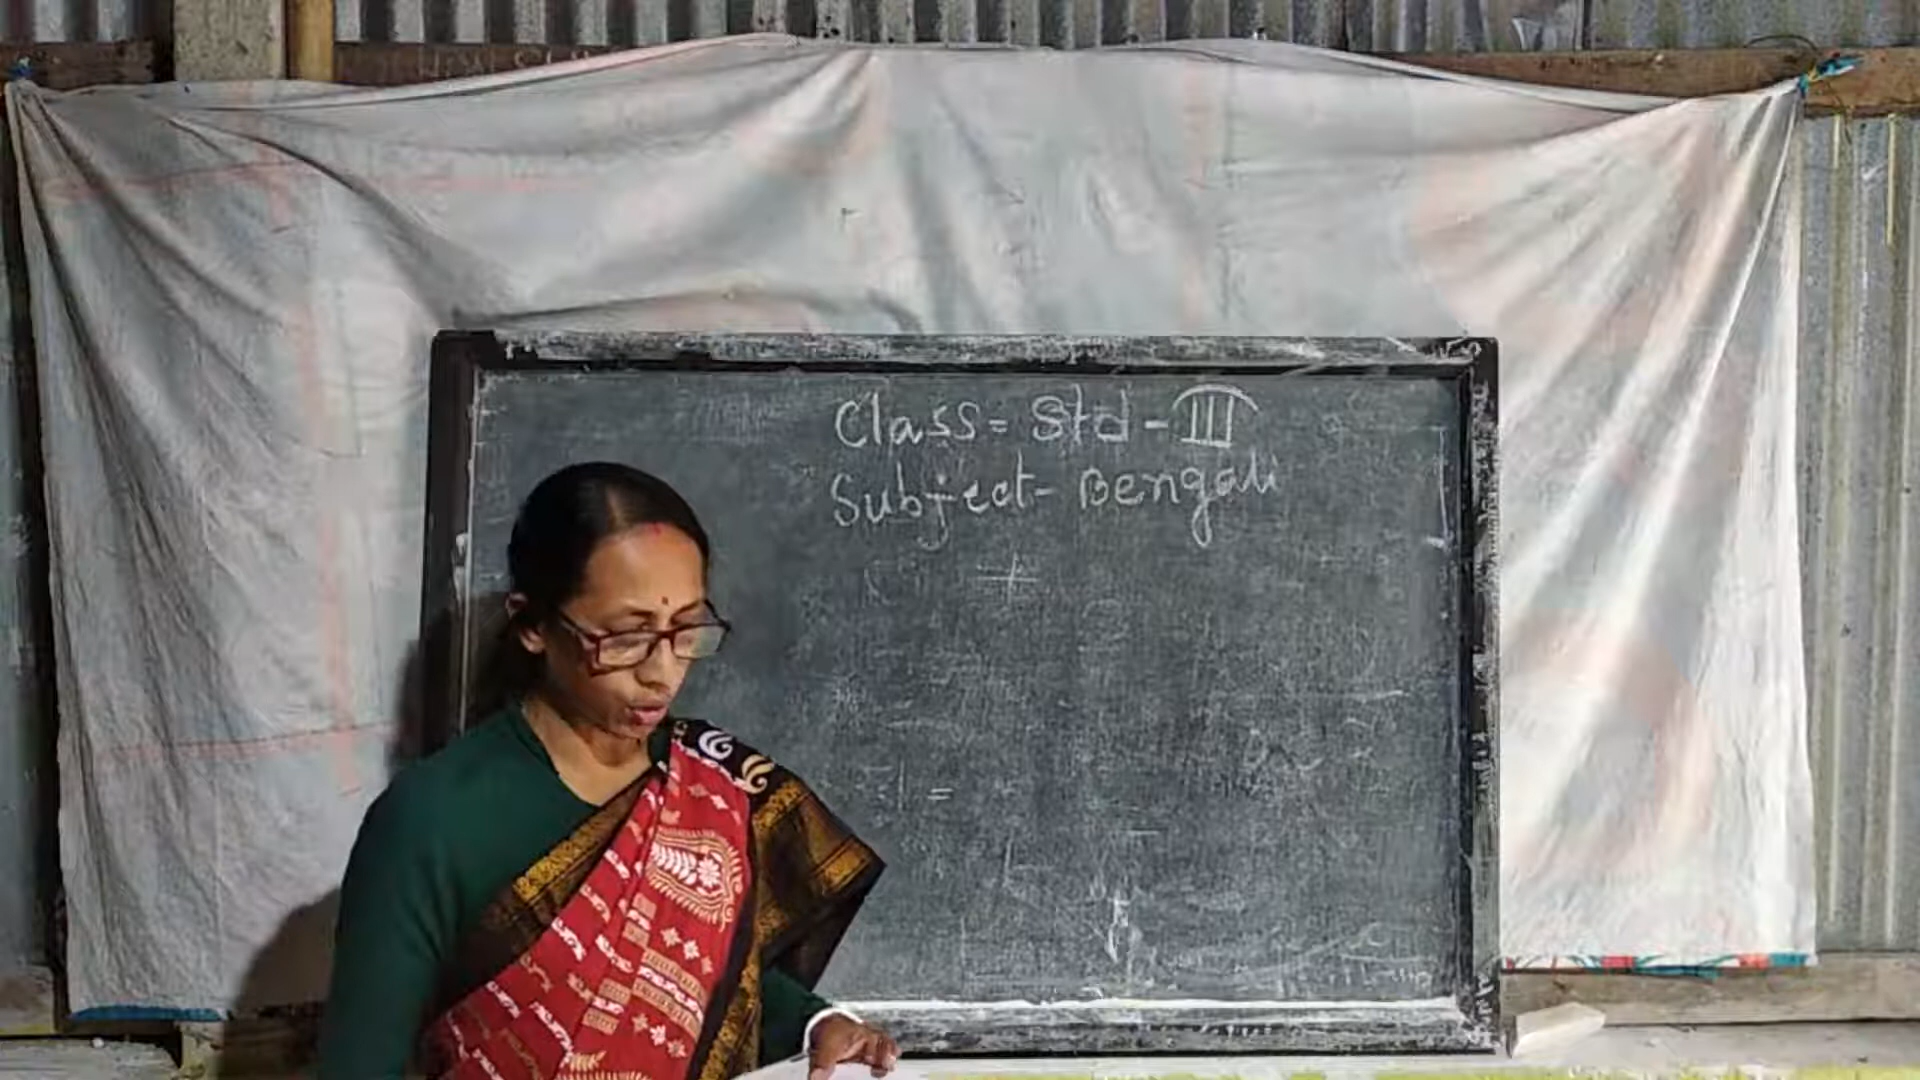 Class = Std - III
Subject - Bengali